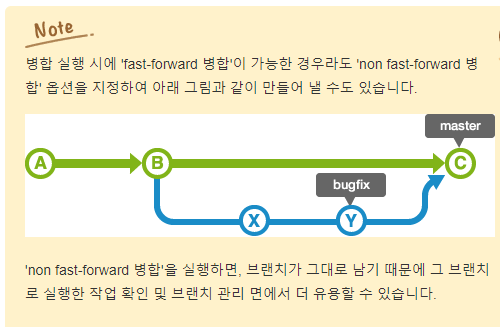 Note
병합 실행 시에 'fast-forward 병합'이 가능한 경우라도 'non fast-forward 병
합' 옵션을 지정하여 아래 그림과 같이 만들어 낼 수도 있습니다.
master
A
B
C
bugfix
X
Y
'non fast-forward 병합'을 실행하면, 브랜치가 그대로 남기 때문에 그 브랜치
로 실행한 작업 확인 및 브랜치 관리 면에서 더 유용할 수 있습니다.